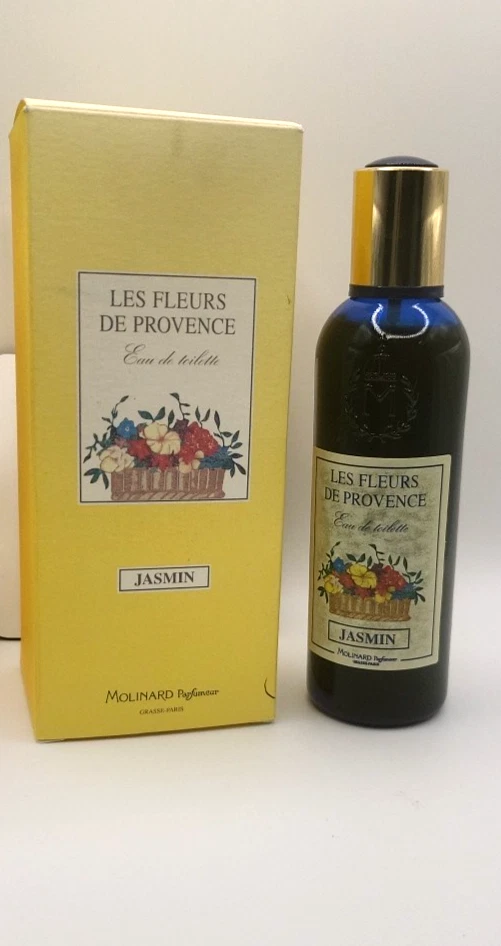 LES FLEURS
DE PROVENCE
Eau de toilette
JASMIN
MOLINARD Parfumeur
GRASSE-PARIS
M
LES FLEURS
DE PROVENCE
Eau de toilette
JASMIN
MOLINARD Parfumeur